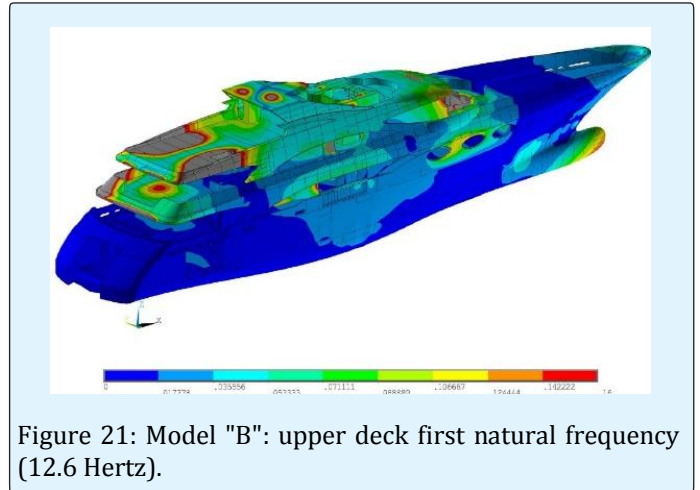 X
0 .035556 .071111 .106667 .142222
.017778 .053333 .088889 .124444 .16
Figure 21: Model "B": upper deck first natural frequency
(12.6 Hertz).